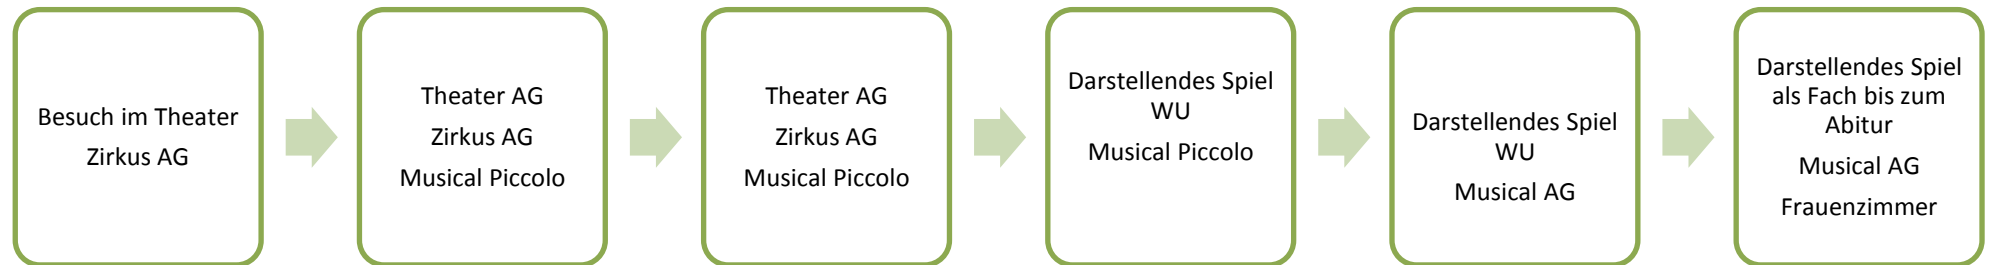 Besuch im Theater
Zirkus AG
Theater AG
Zirkus AG
Musical Piccolo
Theater AG
Zirkus AG
Musical Piccolo
Darstellendes Spiel
WU
Musical Piccolo
Darstellendes Spiel
WU
Musical AG
Darstellendes Spiel
als Fach bis zum
Abitur
Musical AG
Frauenzimmer